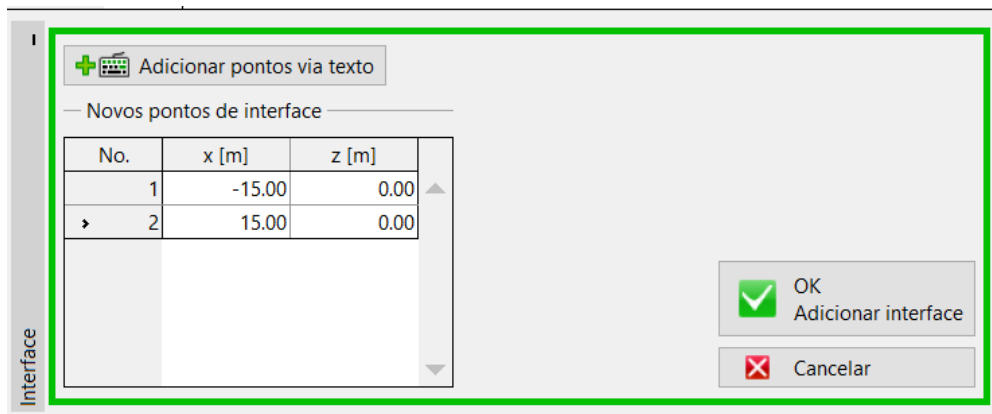 Adicionar pontos via texto
Novos pontos de interface
No. x [m] z [m]
1 -15.00 0.00
2 15.00 0.00
OK
Adicionar interface
Cancelar
Interface